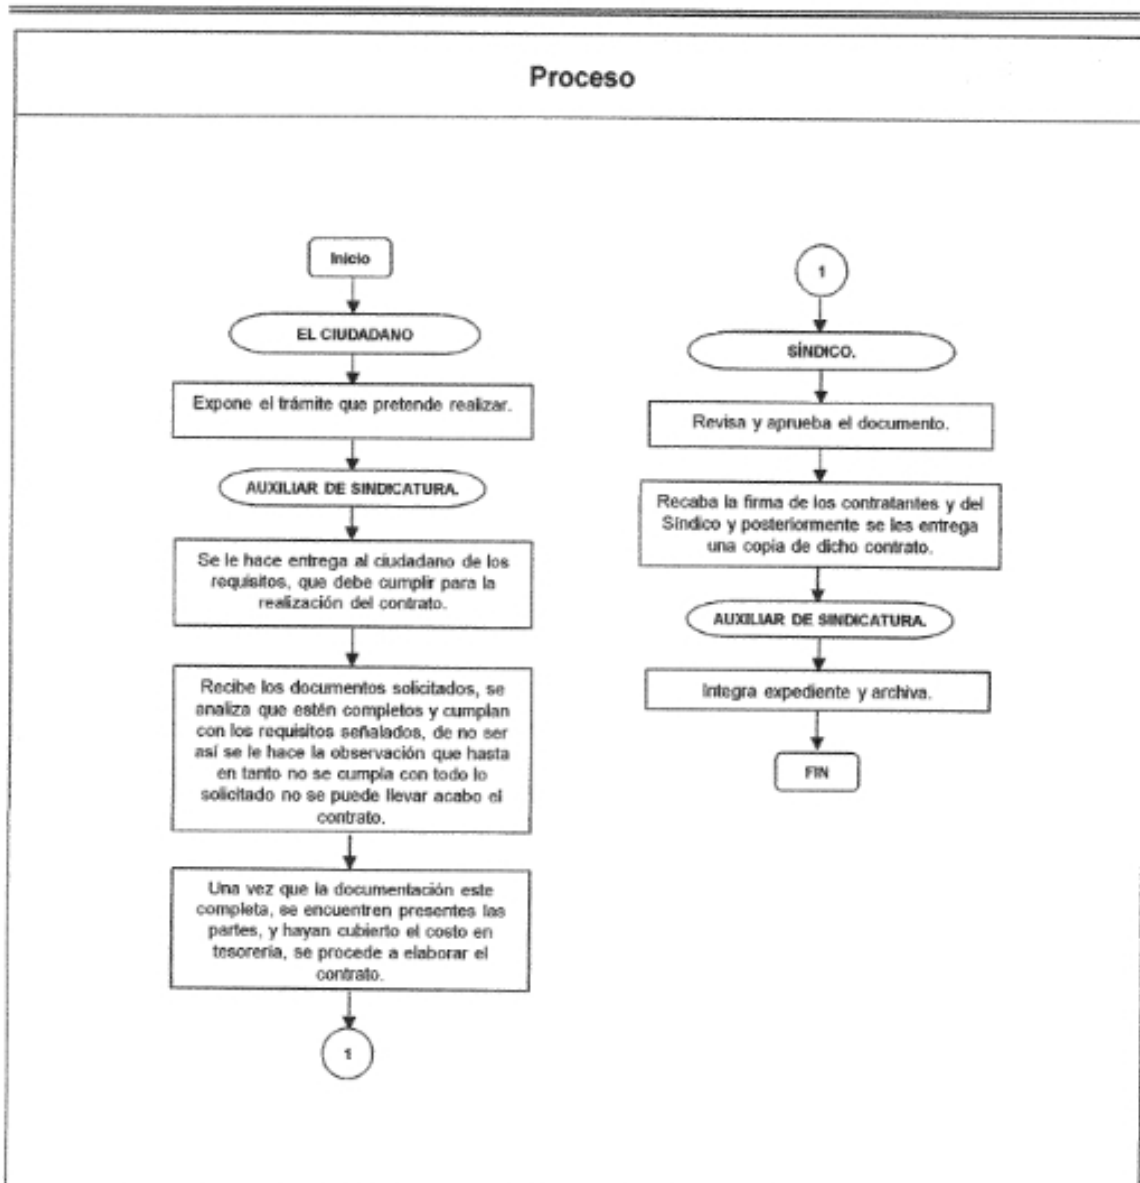 Proceso
Inicio
EL CIUDADANO
Expone el trámite que pretende realizar.
AUXILIAR DE SINDICATURA.
Se le hace entrega al ciudadano de los
requisitos, que debe cumplir para la
realización del contrato.
Recibe los documentos solicitados, se
analiza que estén completos y cumplan
con los requisitos señalados, de no ser
así se le hace la observación que hasta
en tanto no se cumpla con todo lo
solicitado no se puede llevar acabo el
contrato.
Una vez que la documentación este
completa, se encuentren presentes las
partes, y hayan cubierto el costo en
tesorería, se procede a elaborar el
contrato.
1
1
SÍNDICO.
Revisa y aprueba el documento.
Recaba la firma de los contratantes y del
Síndico y posteriormente se les entrega
una copia de dicho contrato.
AUXILIAR DE SINDICATURA.
Integra expediente y archiva.
FIN